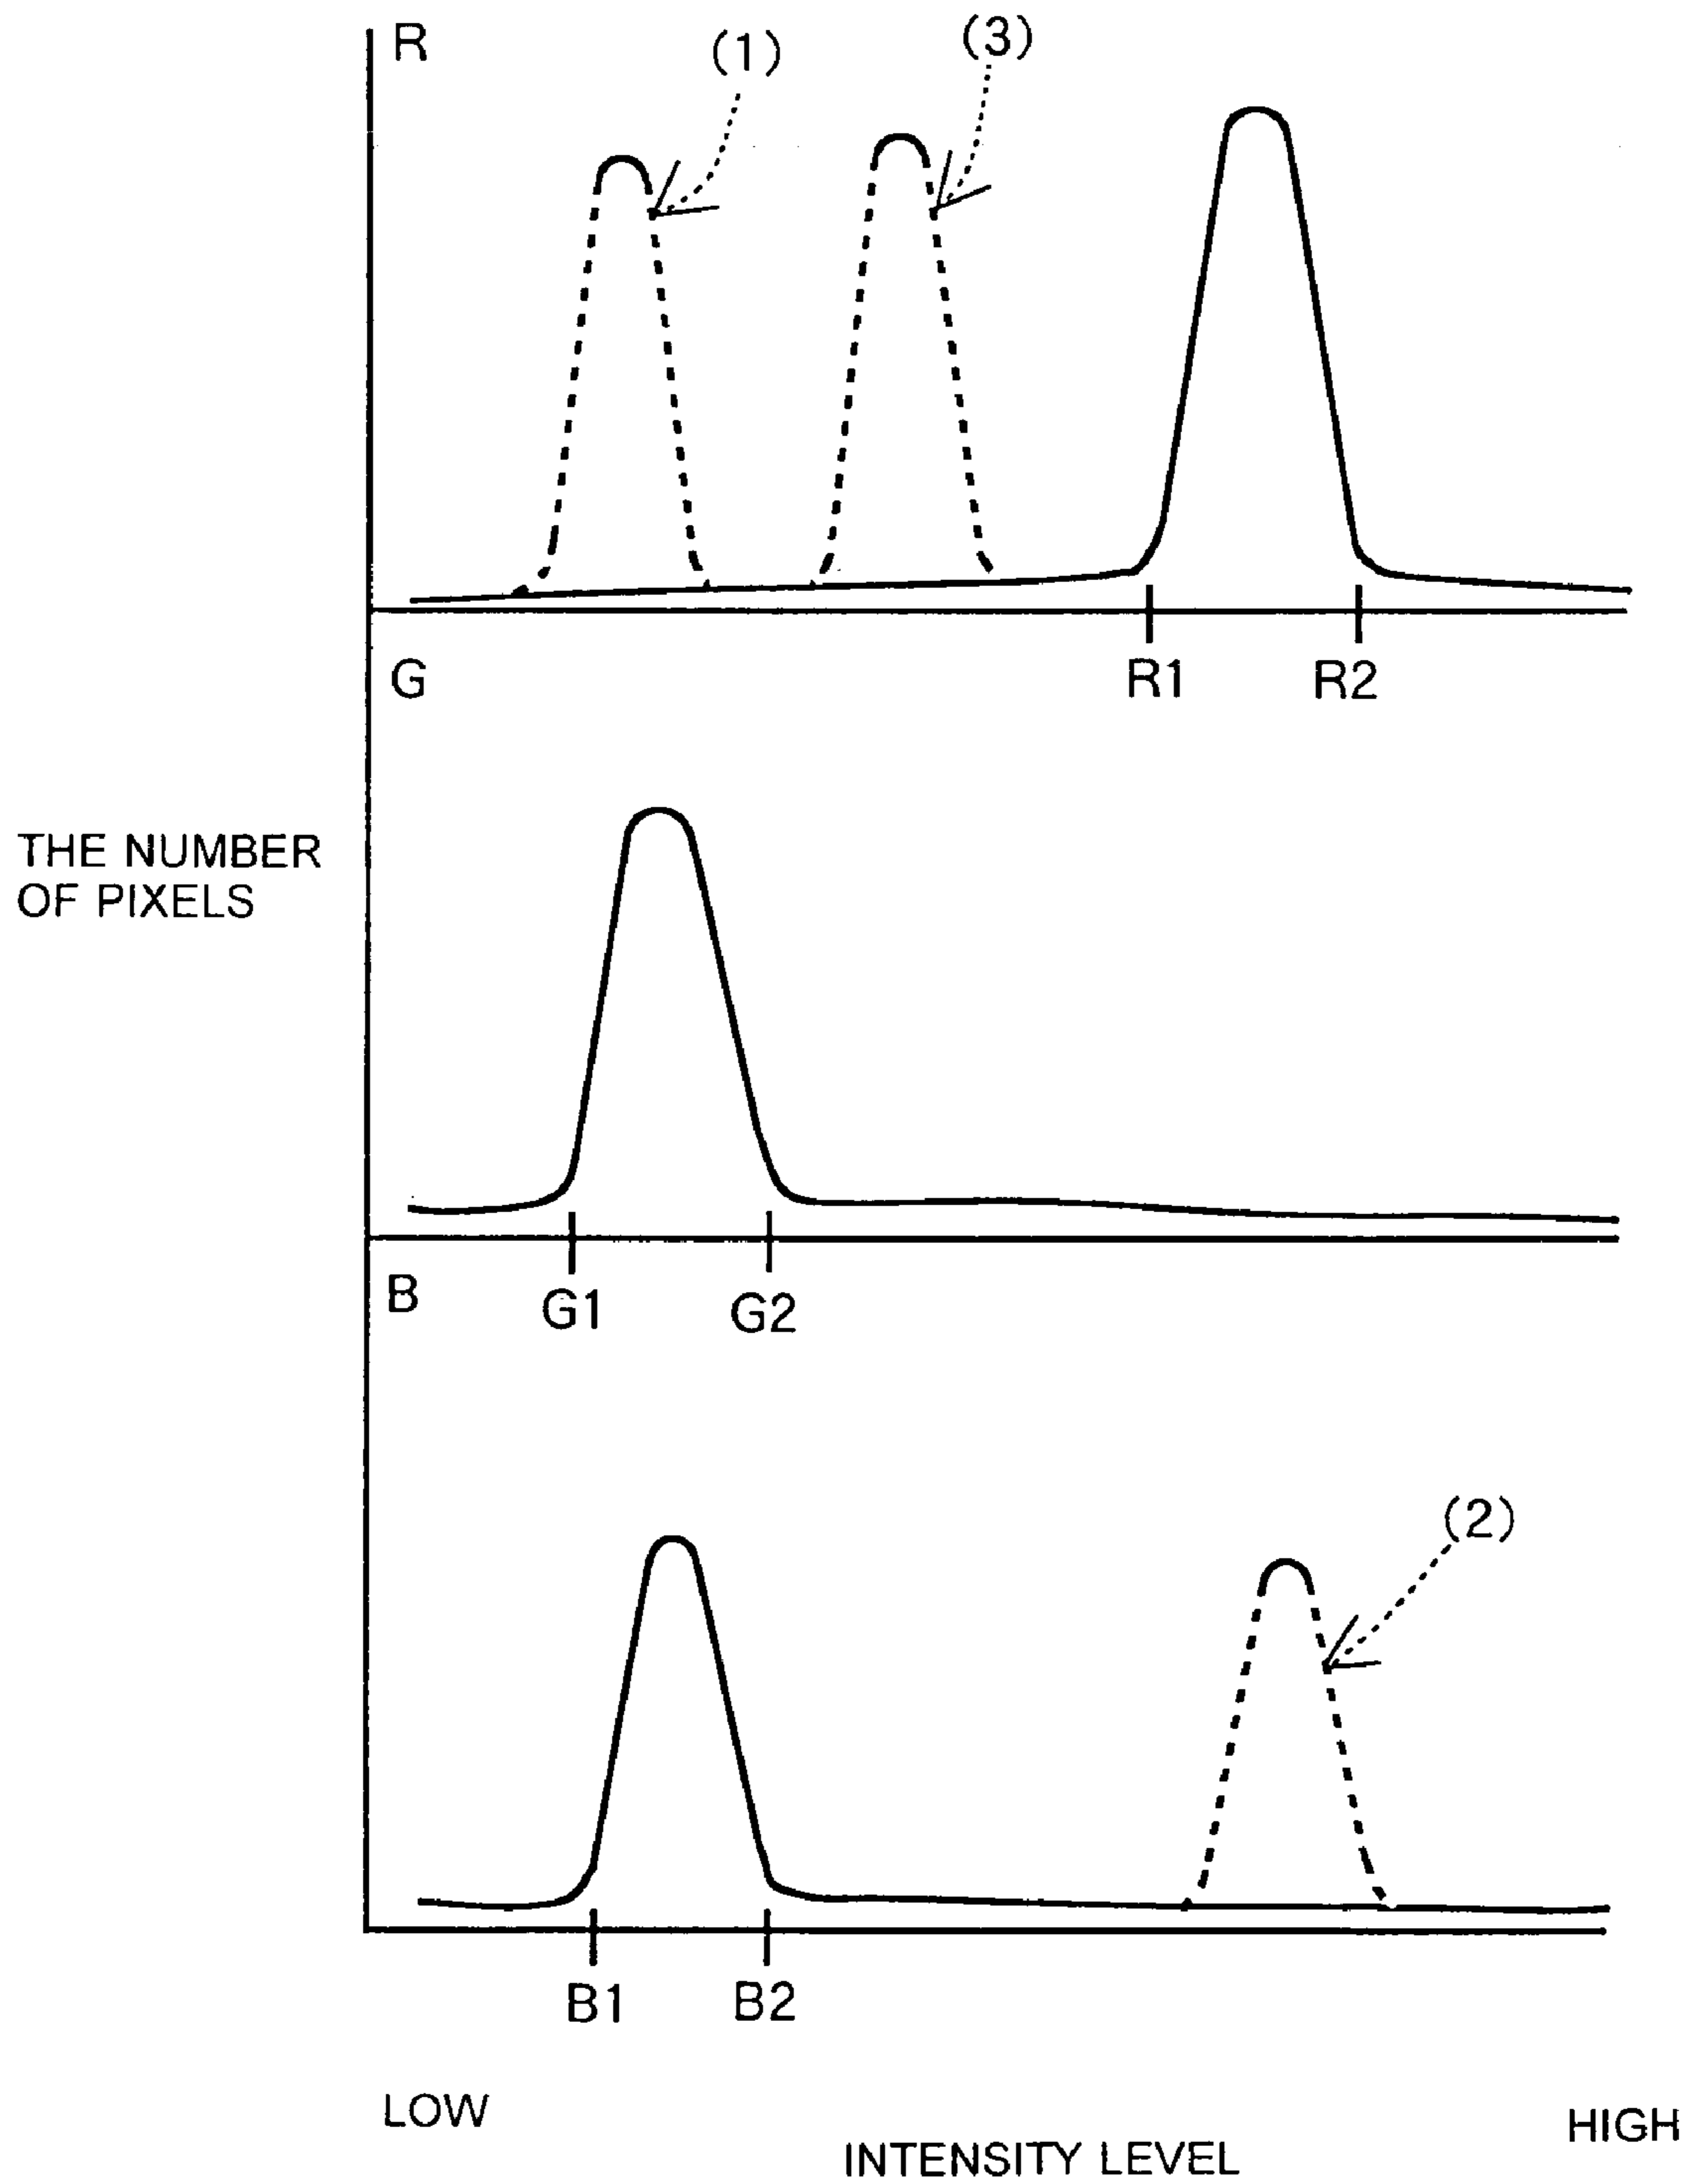 R
(1)
(3)
G
R1
R2
THE NUMBER
OF PIXELS
B
G1
G2
(2)
B1
B2
LOW
HIGH
INTENSITY LEVEL